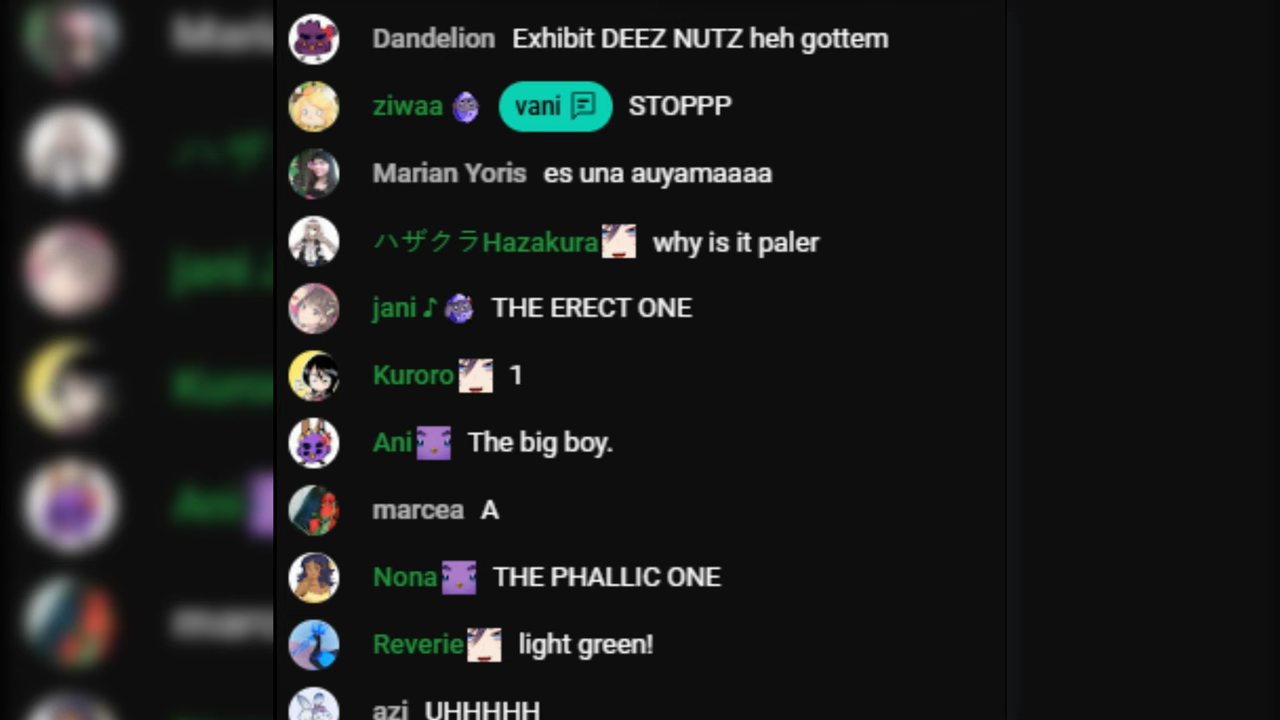 Dandelion Exhibit DEEZ NUTZ heh gottem
ziwaa vani STOPPP
Marian Yoris es una auyamaaaa
ハザクラHazakura why is it paler
jani ♪ THE ERECT ONE
Kuroro 1
Ani The big boy.
marcea A
Nona THE PHALLIC ONE
Reverie light green!
azi UHHHHH